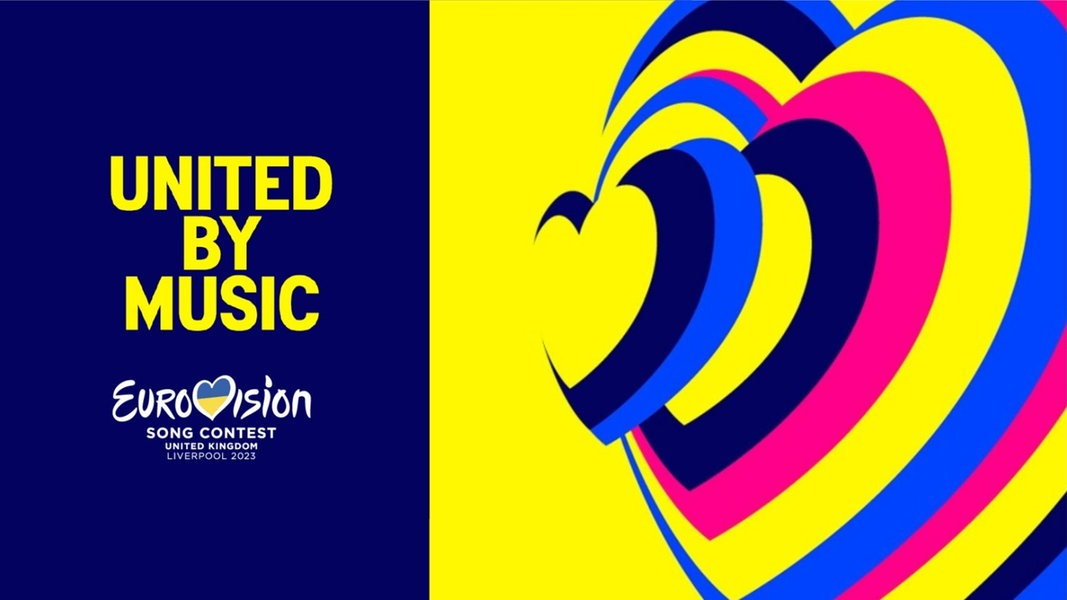 UNITED
BY
MUSIC
EUROVISION
SONG CONTEST
UNITED KINGDOM
LIVERPOOL 2023